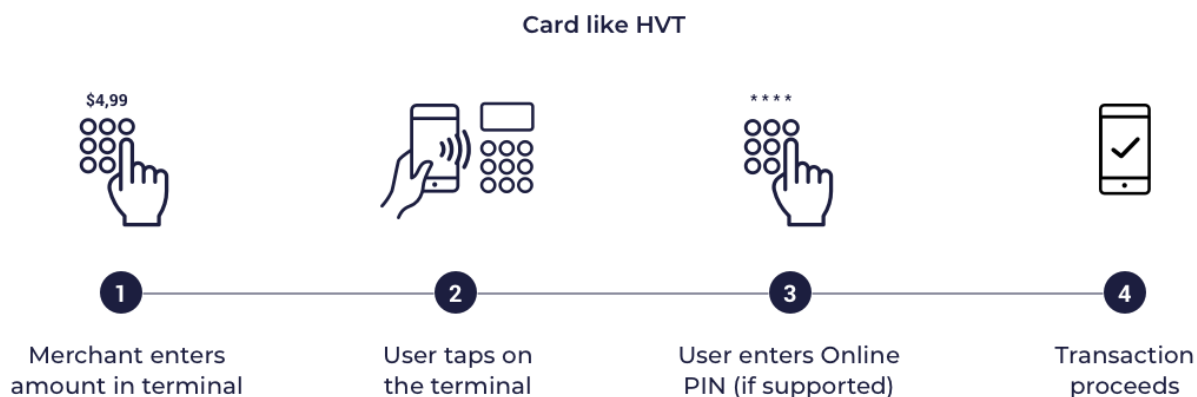 Card like HVT
$4,99
****
1
2
3
4
Merchant enters
amount in terminal
User taps on
the terminal
User enters Online
PIN (if supported)
Transaction
proceeds